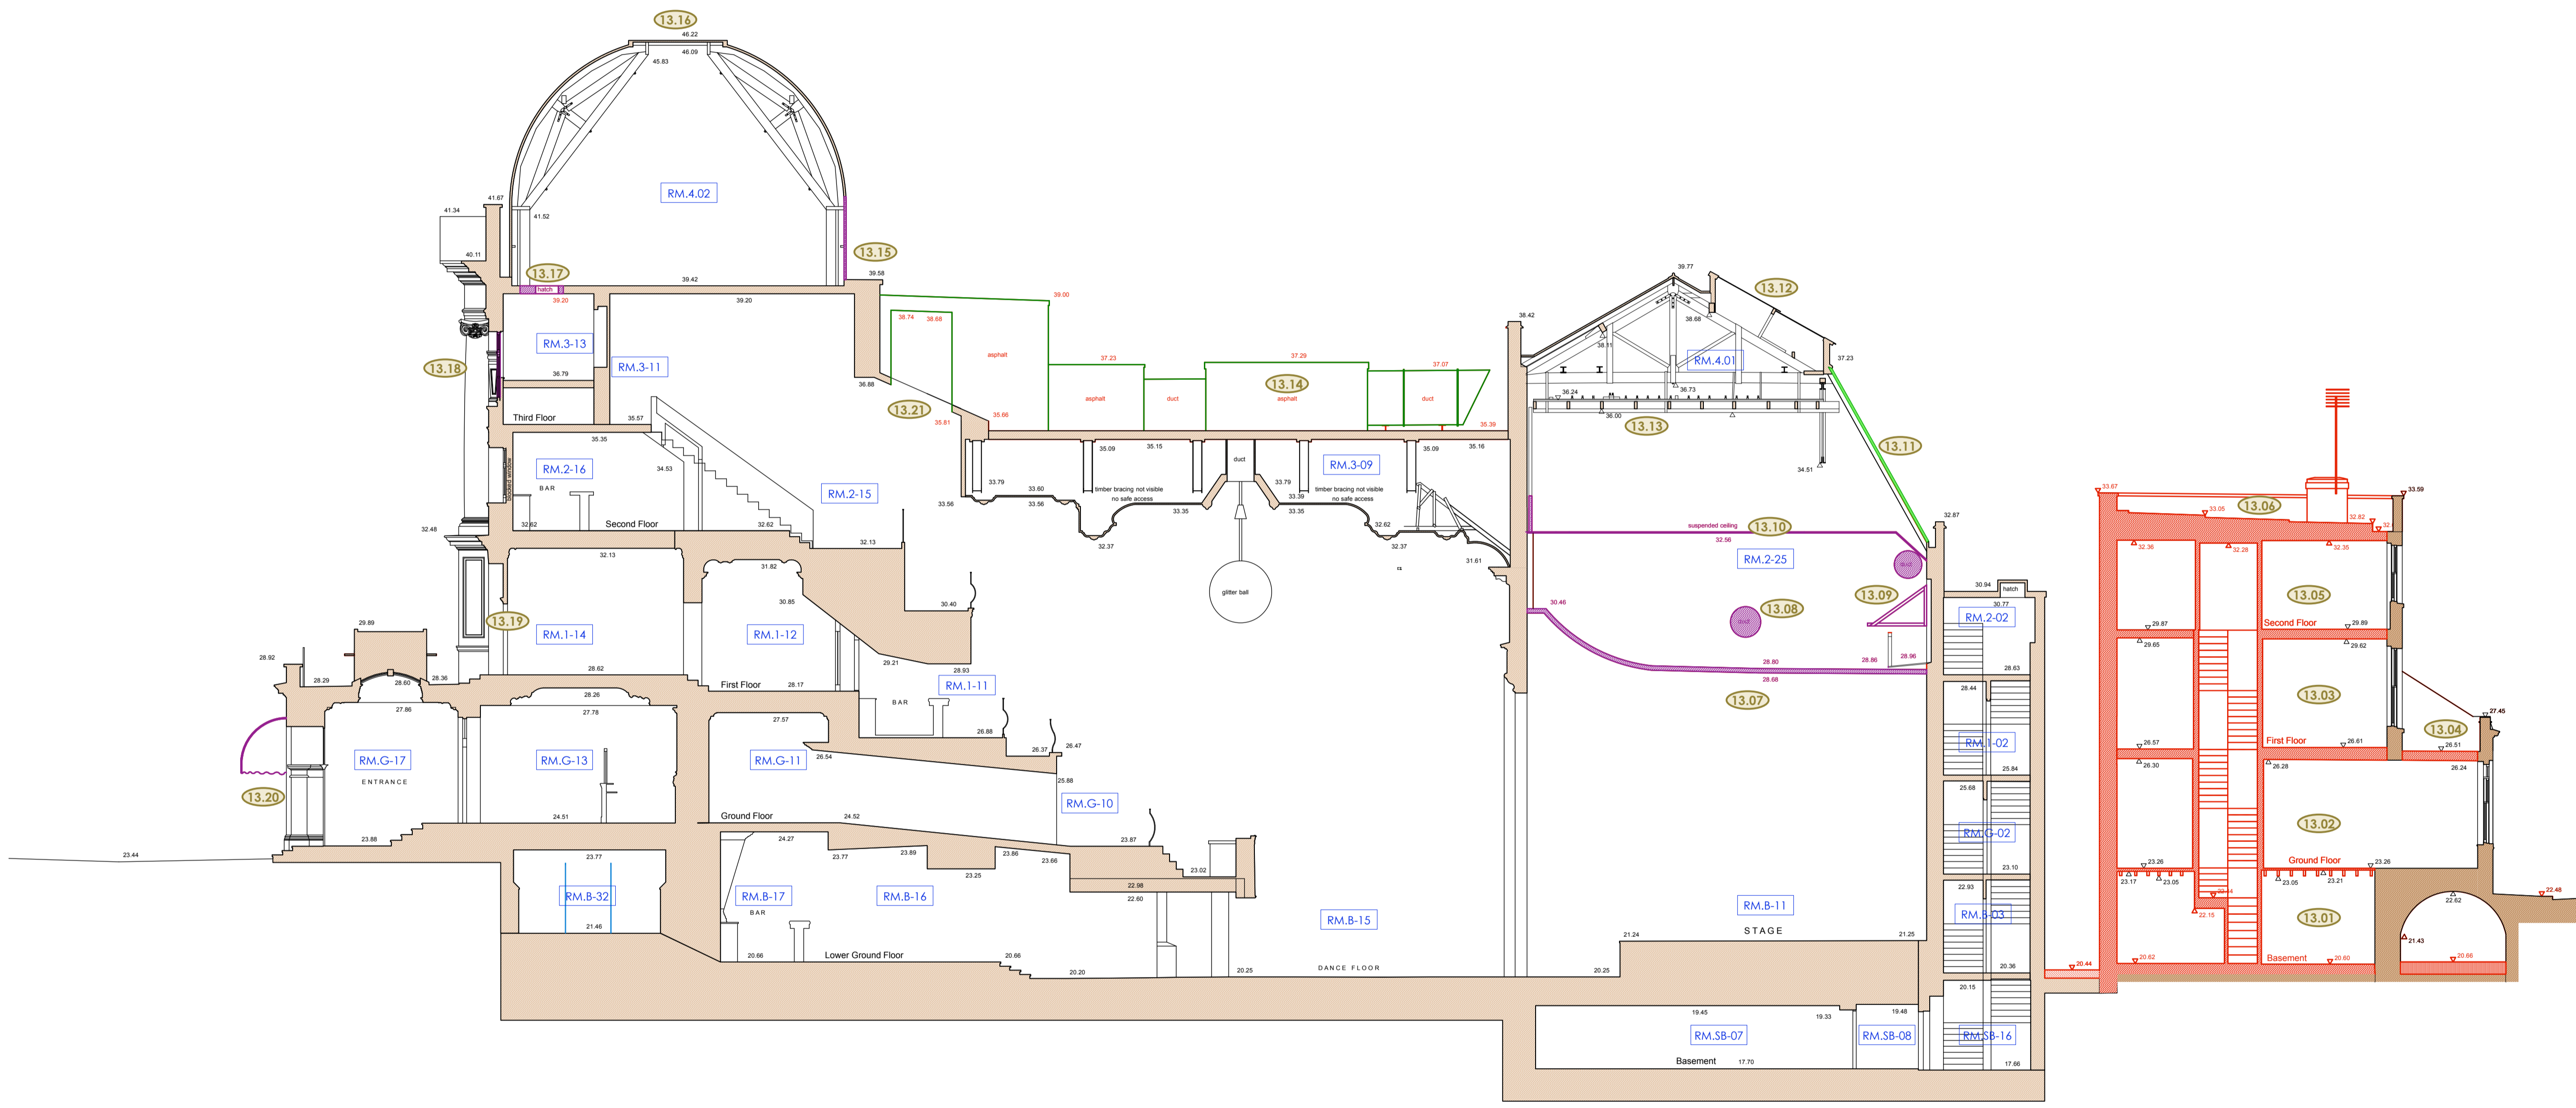 13.16
46.22
46.09
45.83
RM.4.02
41.67
41.34
41.52
40.11
13.15
39.58
13.17
39.42
hatch
39.20
39.20
39.00
38.74
38.68
asphalt
RM.3-13
13.18
RM.3-11
36.79
36.88
13.21
35.66
35.81
Third Floor
35.57
35.35
37.23
asphalt
duct
37.29
13.14
asphalt
37.07
duct
35.39
38.42
39.77
13.12
38.68
38.11
RM.4.01
37.23
36.24
36.73
36.00
13.13
13.11
34.51
RM.2-16
BAR
blocked window
34.53
RM.2-15
32.62
Second Floor
32.62
32.48
32.13
32.13
35.09
35.15
duct
35.09
35.16
RM.3-09
33.79
33.60
timber bracing not visible
no safe access
33.56
33.56
33.35
33.79
33.39
33.35
timber bracing not visible
no safe access
32.62
32.37
32.37
31.61
glitter ball
suspended ceiling
13.10
32.56
32.87
RM.2-25
duct
13.09
13.08
duct
30.46
28.80
28.86
28.96
28.68
13.07
31.82
30.85
30.40
13.19
RM.1-14
RM.1-12
29.21
28.93
28.62
First Floor
28.17
RM.1-11
BAR
26.88
26.37
26.47
29.89
28.92
28.29
28.60
28.36
28.26
27.86
27.78
27.57
26.54
25.88
RM.G-17
ENTRANCE
RM.G-13
RM.G-11
RM.G-10
13.20
24.51
Ground Floor
24.52
23.88
23.44
23.77
24.27
23.77
23.89
23.25
23.86
23.66
23.87
23.02
22.98
22.60
RM.B-32
RM.B-17
BAR
RM.B-16
21.46
20.66
Lower Ground Floor
20.66
20.20
20.25
RM.B-15
DANCE FLOOR
20.25
RM.B-11
STAGE
21.24
21.25
19.45
19.33
19.48
RM.SB-07
RM.SB-08
RM.SB-16
Basement
17.70
17.66
30.94
hatch
30.77
RM.2-02
28.63
28.44
RM.1-02
25.84
25.68
RM.G-02
23.10
22.93
RM.B-03
20.36
20.15
20.44
33.67
33.05
13.06
32.82
33.59
32.36
32.28
32.35
13.05
Second Floor
29.87
29.89
29.65
29.62
13.03
First Floor
26.57
26.61
27.45
13.04
26.51
26.30
26.28
26.24
13.02
Ground Floor
23.26
23.26
23.17
23.05
23.05
23.21
22.15
13.01
22.62
22.48
21.43
20.62
Basement
20.60
20.66